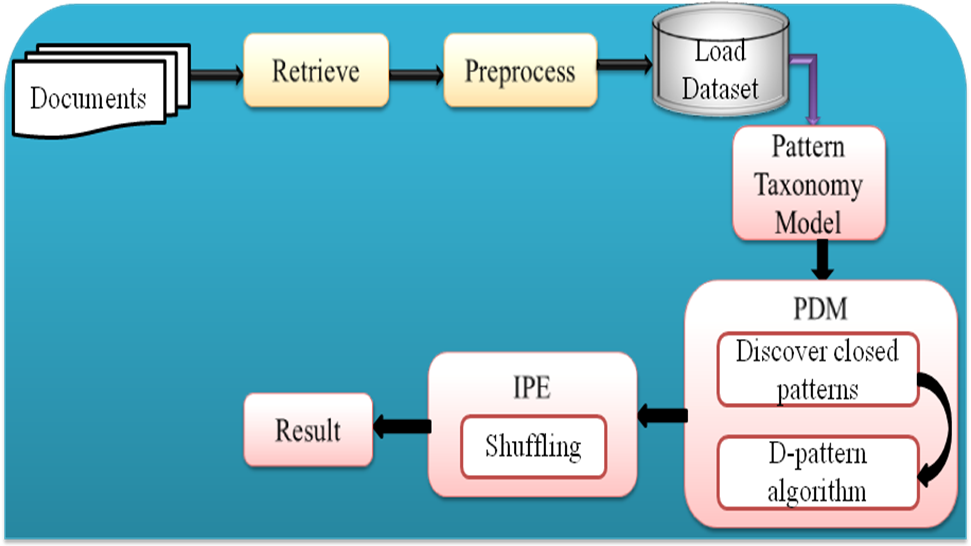 Documents
Retrieve
Preprocess
Load
Dataset
Pattern
Taxonomy
Model
PDM
Discover closed
patterns
D-pattern
algorithm
IPE
Shuffling
Result